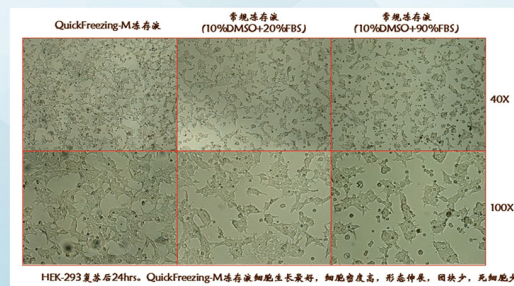 QuickFreezing-M冻存液
常规冻存液
(10%DMSO+20%FBS)
常规冻存液
(10%DMSO+90%FBS)
40X
100X
HEK-293复苏后24hrs。QuickFreezing-M冻存液细胞生长最好，细胞密度高，形态伸展，团块少，死细胞少